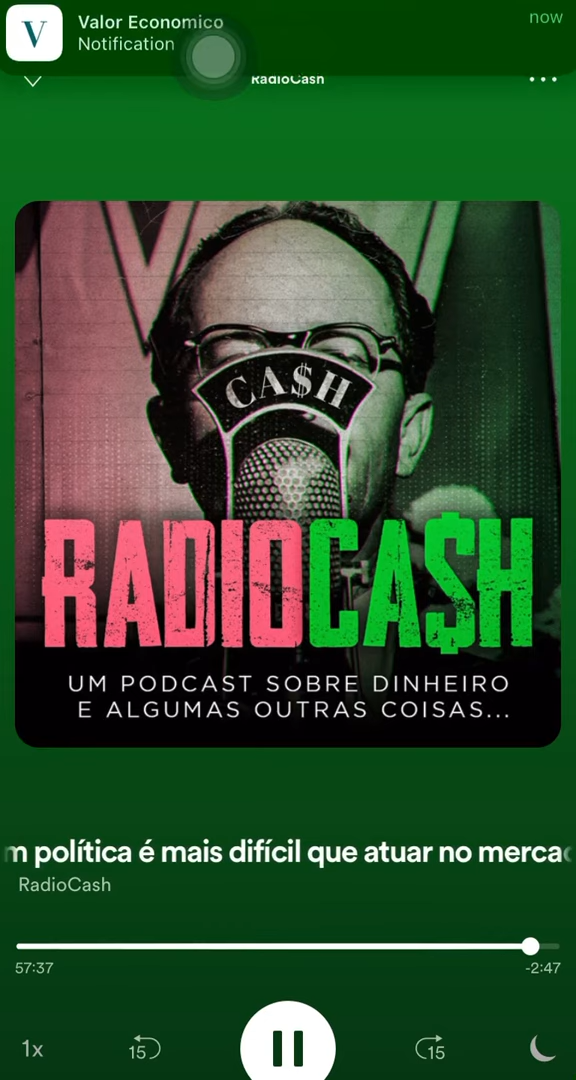 V
Valor Economico
now
Notification
RadioCash
CA$H
RADIOCA$H
UM PODCAST SOBRE DINHEIRO
E ALGUMAS OUTRAS COISAS...
m política é mais difícil que atuar no merca
RadioCash
57:37
-2:47
1x
15
15